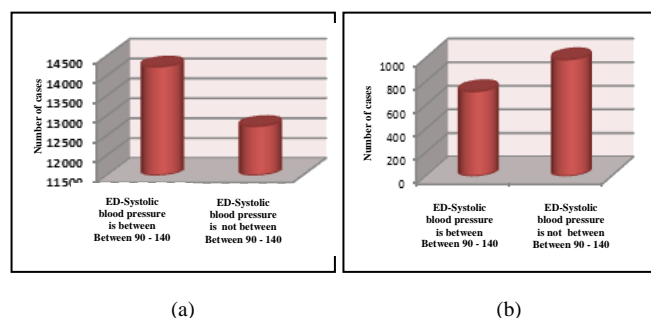 Number of cases
14500
14000
13500
13000
12500
12000
11500
ED-Systolic
blood pressure
is between
Between 90 - 140
ED-Systolic
blood pressure
is not between
Between 90 - 140
(a)
Number of cases
1000
800
600
400
200
0
ED-Systolic
blood pressure
is between
Between 90 - 140
ED-Systolic
blood pressure
is not between
Between 90 - 140
(b)